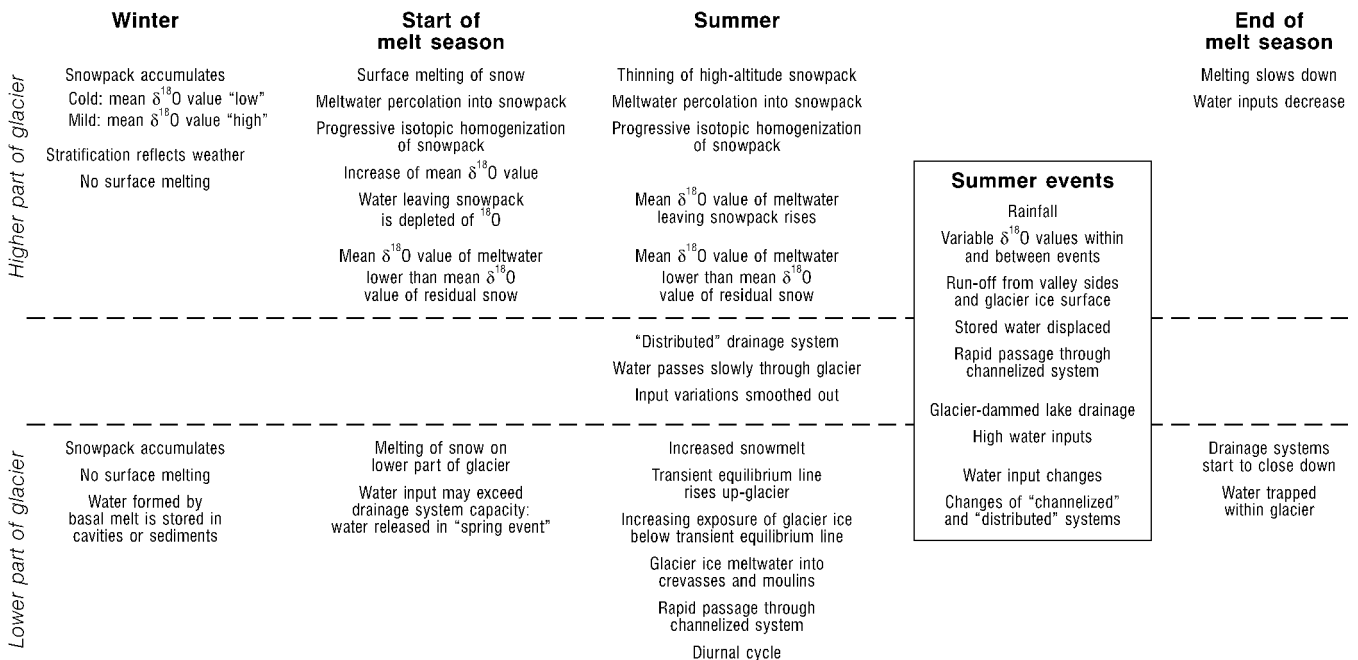 Winter
Start of
melt season
Summer
End of
melt season
Higher part of glacier
Snowpack accumulates
Cold: mean δ¹⁸O value “low”
Mild: mean δ¹⁸O value “high”
Stratification reflects weather
No surface melting
Surface melting of snow
Meltwater percolation into snowpack
Progressive isotopic homogenization
of snowpack
Increase of mean δ¹⁸O value
Water leaving snowpack
is depleted of ¹⁸O
Mean δ¹⁸O value of meltwater
lower than mean δ¹⁸O
value of residual snow
Thinning of high-altitude snowpack
Meltwater percolation into snowpack
Progressive isotopic homogenization
of snowpack
Mean δ¹⁸O value of meltwater
leaving snowpack rises
Mean δ¹⁸O value of meltwater
lower than mean δ¹⁸O
value of residual snow
Melting slows down
Water inputs decrease
“Distributed” drainage system
Water passes slowly through glacier
Input variations smoothed out
Summer events
Rainfall
Variable δ¹⁸O values within
and between events
Run-off from valley sides
and glacier ice surface
Stored water displaced
Rapid passage through
channelized system
Glacier-dammed lake drainage
High water inputs
Water input changes
Changes of “channelized”
and “distributed” systems
Lower part of glacier
Snowpack accumulates
No surface melting
Water formed by
basal melt is stored in
cavities or sediments
Melting of snow on
lower part of glacier
Water input may exceed
drainage system capacity:
water released in “spring event”
Increased snowmelt
Transient equilibrium line
rises up-glacier
Increasing exposure of glacier ice
below transient equilibrium line
Glacier ice meltwater into
crevasses and moulins
Rapid passage through
channelized system
Diurnal cycle
Drainage systems
start to close down
Water trapped
within glacier